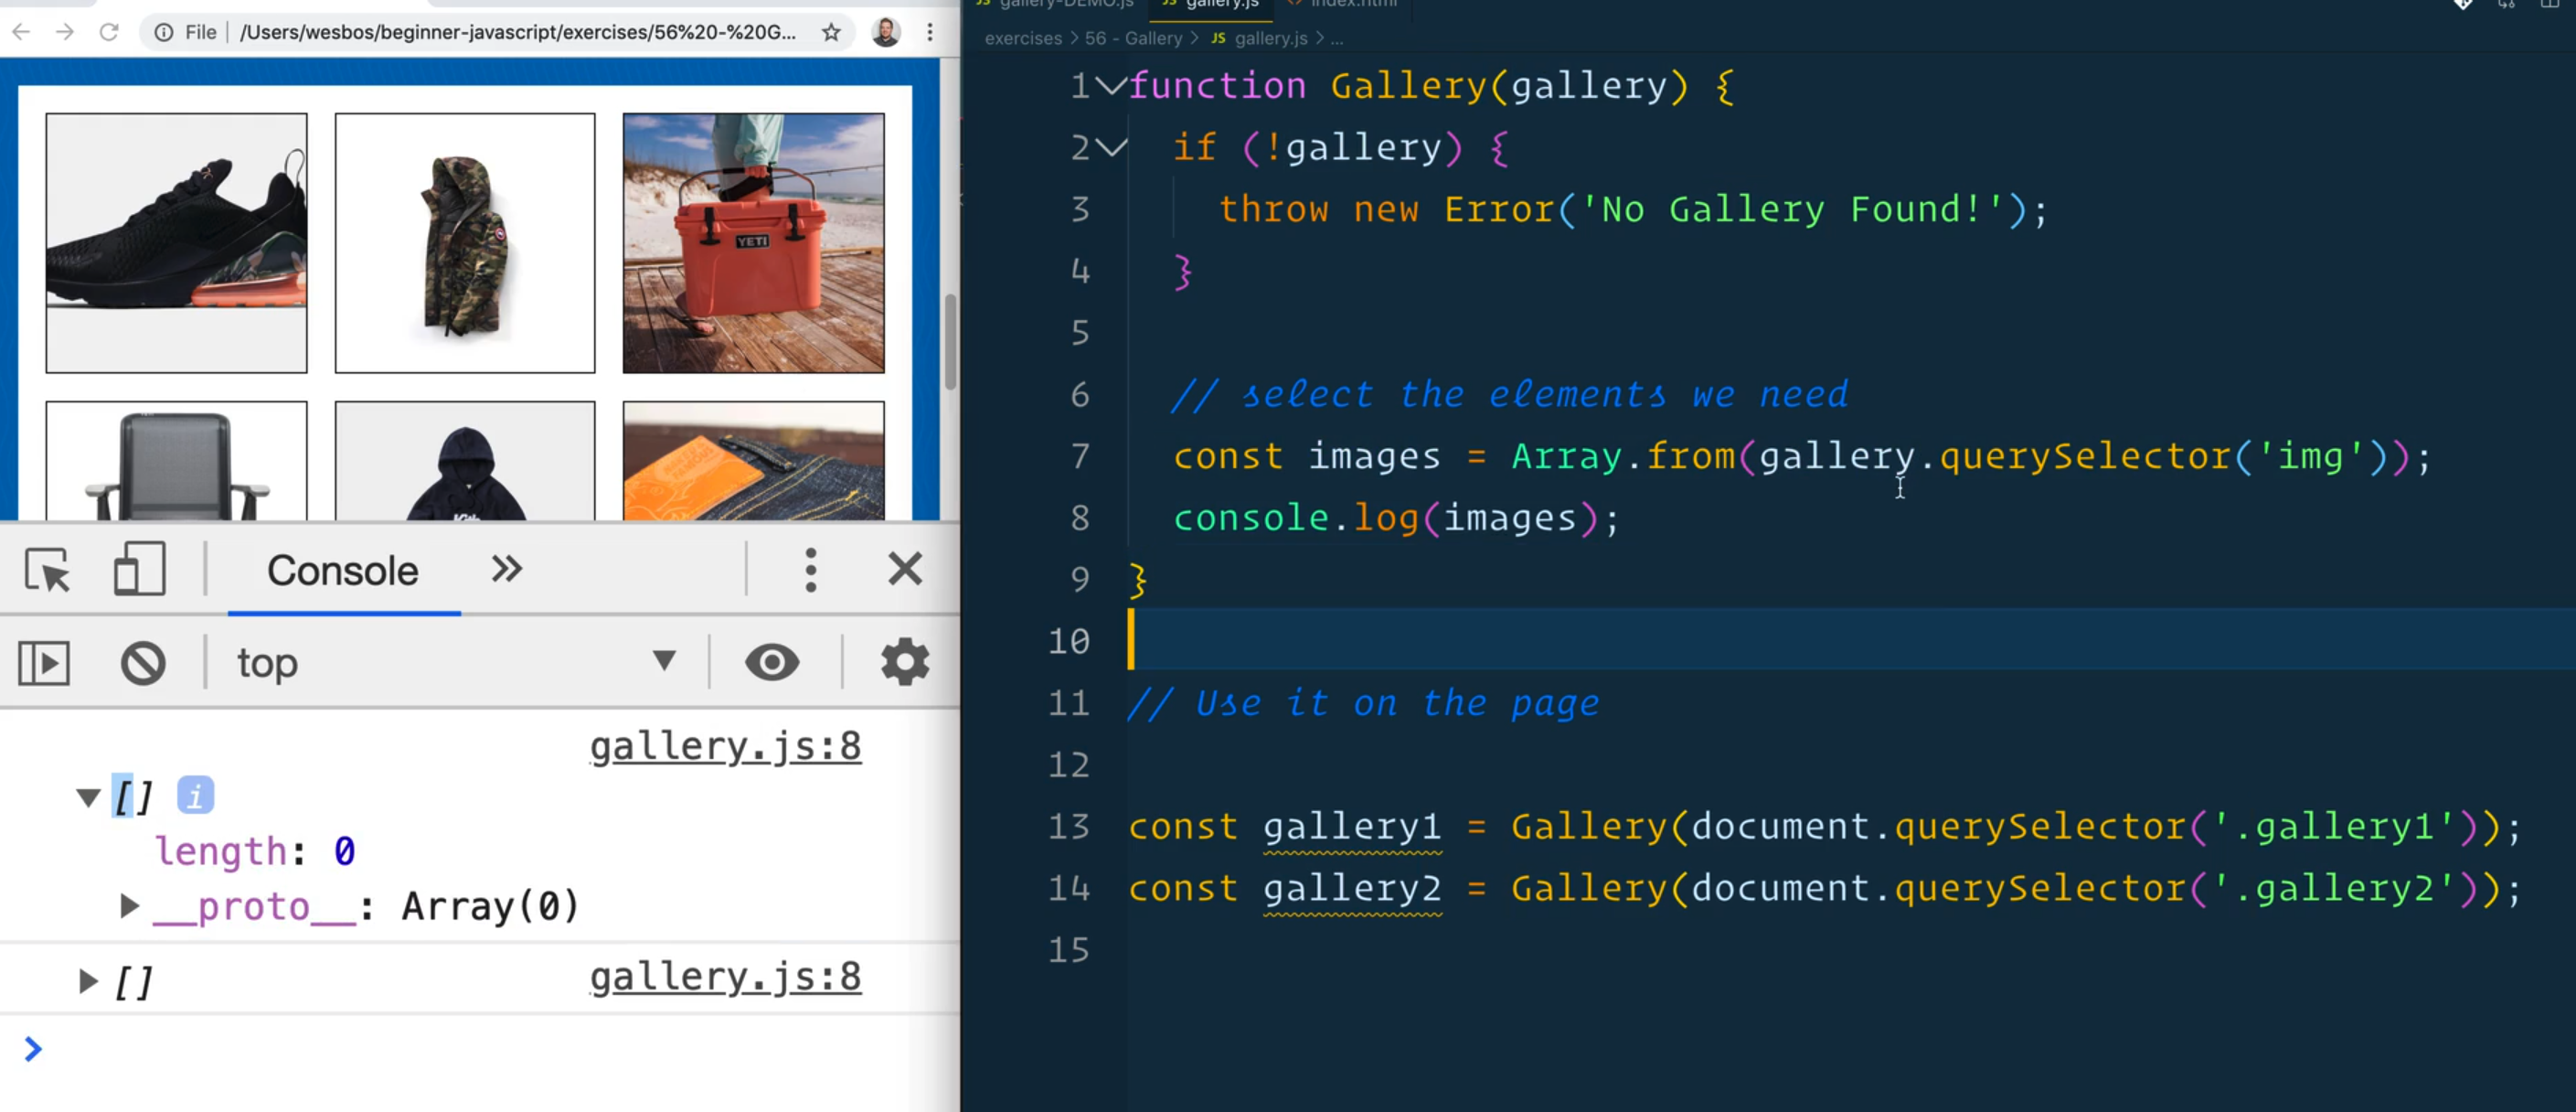 File | /Users/wesbos/beginner-javascript/exercises/56%20-%20G...
YETI
Console
top
gallery.js:8
[] i
length: 0
__proto__: Array(0)
[] gallery.js:8
JS gallery-DEMO.js JS gallery.js <> index.html
exercises > 56 - Gallery > JS gallery.js > ...
1 function Gallery(gallery) {
2 if (!gallery) {
3 throw new Error('No Gallery Found!');
4 }
5
6 // select the elements we need
7 const images = Array.from(gallery.querySelector('img'));
8 console.log(images);
9 }
10
11 // Use it on the page
12
13 const gallery1 = Gallery(document.querySelector('.gallery1'));
14 const gallery2 = Gallery(document.querySelector('.gallery2'));
15